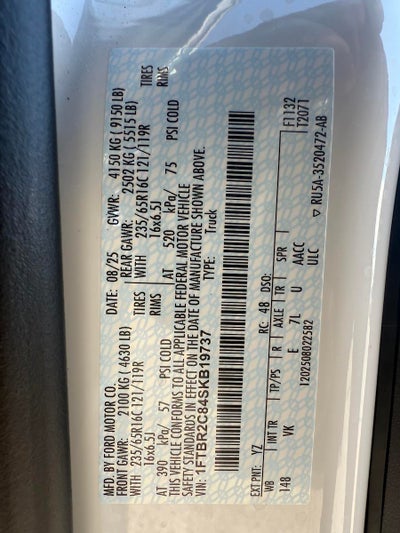 MFD. BY FORD MOTOR CO.
DATE: 08/25 GVWR: 4150 KG ( 9150 LB)
FRONT GAWR: 2100 KG ( 4630 LB) REAR GAWR: 2502 KG ( 5515 LB)
WITH 235/65R16C 121/119R TIRES WITH 235/65R16C 121/119R TIRES
16x6.5J RIMS 16x6.5J RIMS
AT 390 kPa/ 57 PSI COLD AT 520 kPa/ 75 PSI COLD
THIS VEHICLE CONFORMS TO ALL APPLICABLE FEDERAL MOTOR VEHICLE
SAFETY STANDARDS IN EFFECT ON THE DATE OF MANUFACTURE SHOWN ABOVE.
VIN: 1FTBR2C84SKB19737 TYPE: Truck
EXT PNT: YZ RC: 48 DSO: F1132
WB INT TR TP/PS R AXLE TR SPR T2071
148 VK E 7L U AACC
ULC
1202508022582 ▽ RU5A-3520472-AB